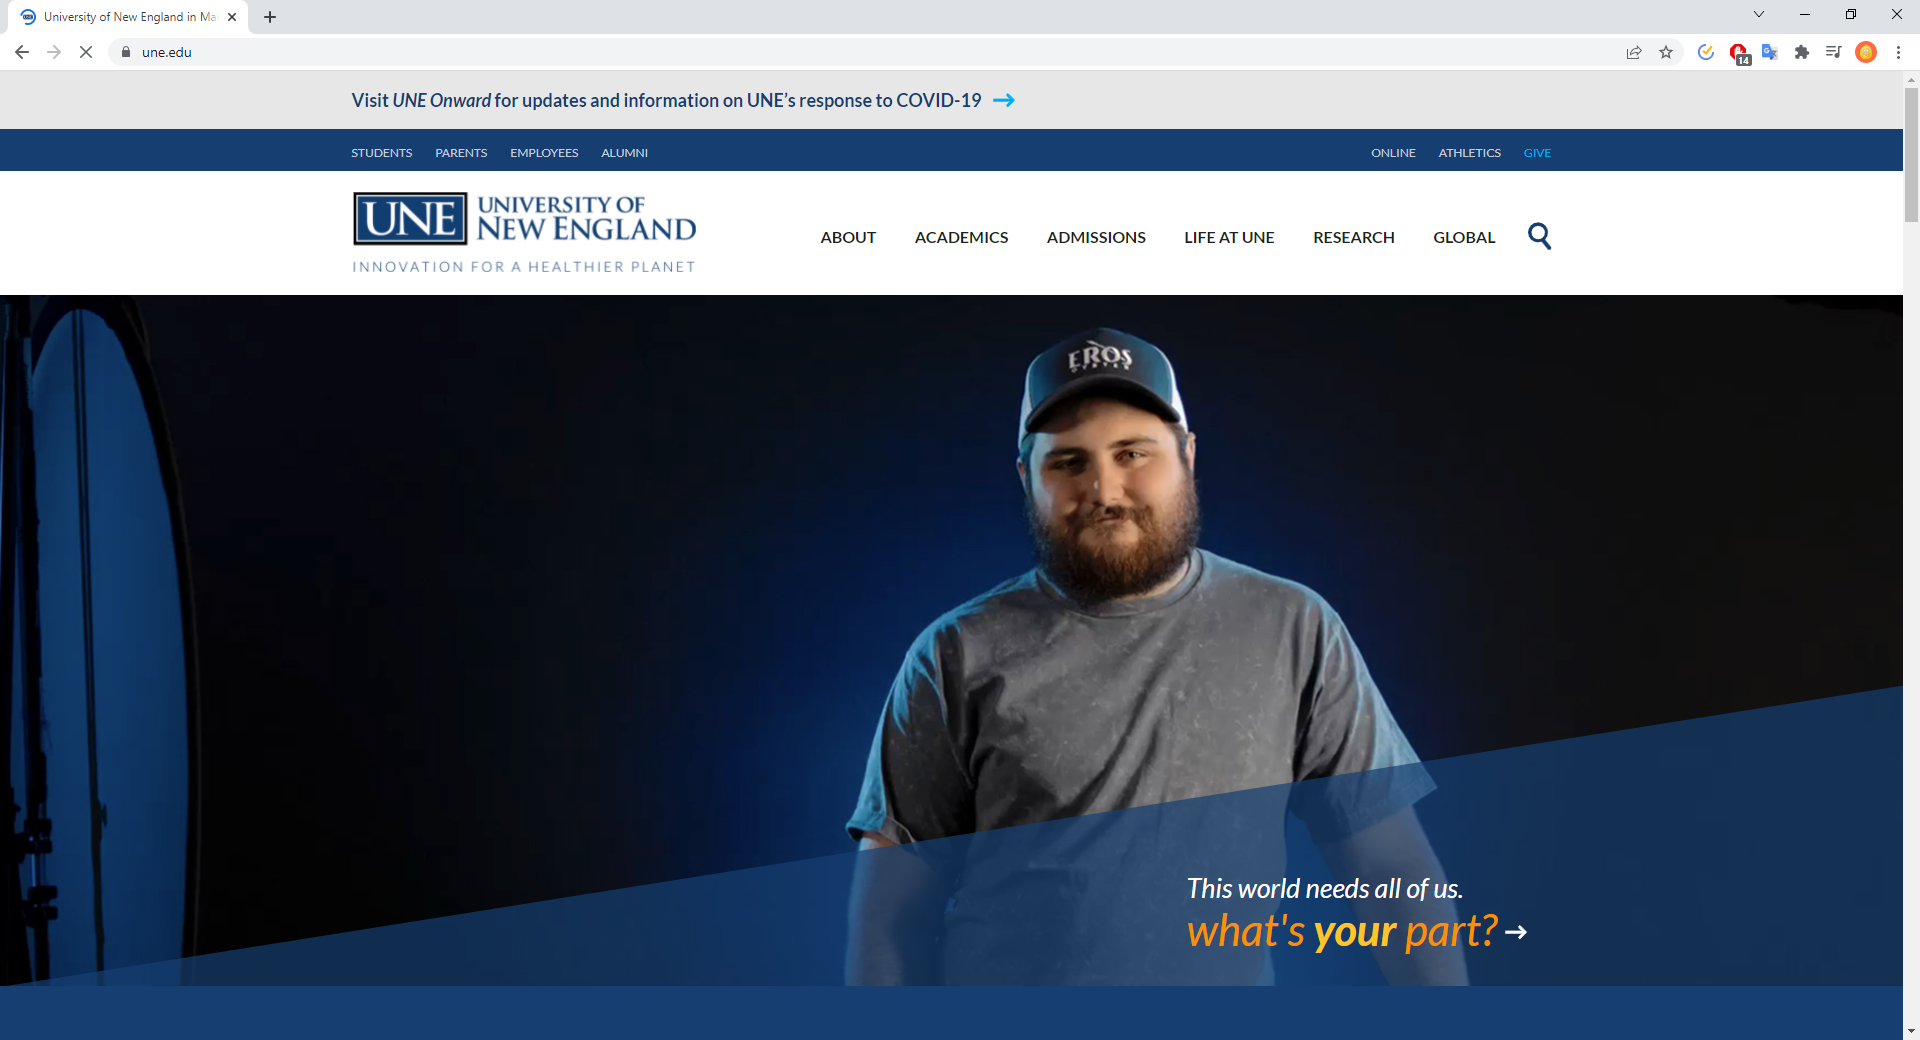 University of New England in Ma
une.edu
14
Visit UNE Onward for updates and information on UNE's response to COVID-19
STUDENTS PARENTS EMPLOYEES ALUMNI ONLINE ATHLETICS GIVE
UNE UNIVERSITY OF NEW ENGLAND
INNOVATION FOR A HEALTHIER PLANET
ABOUT ACADEMICS ADMISSIONS LIFE AT UNE RESEARCH GLOBAL
EROS
OYSTER
This world needs all of us.
what's your part?